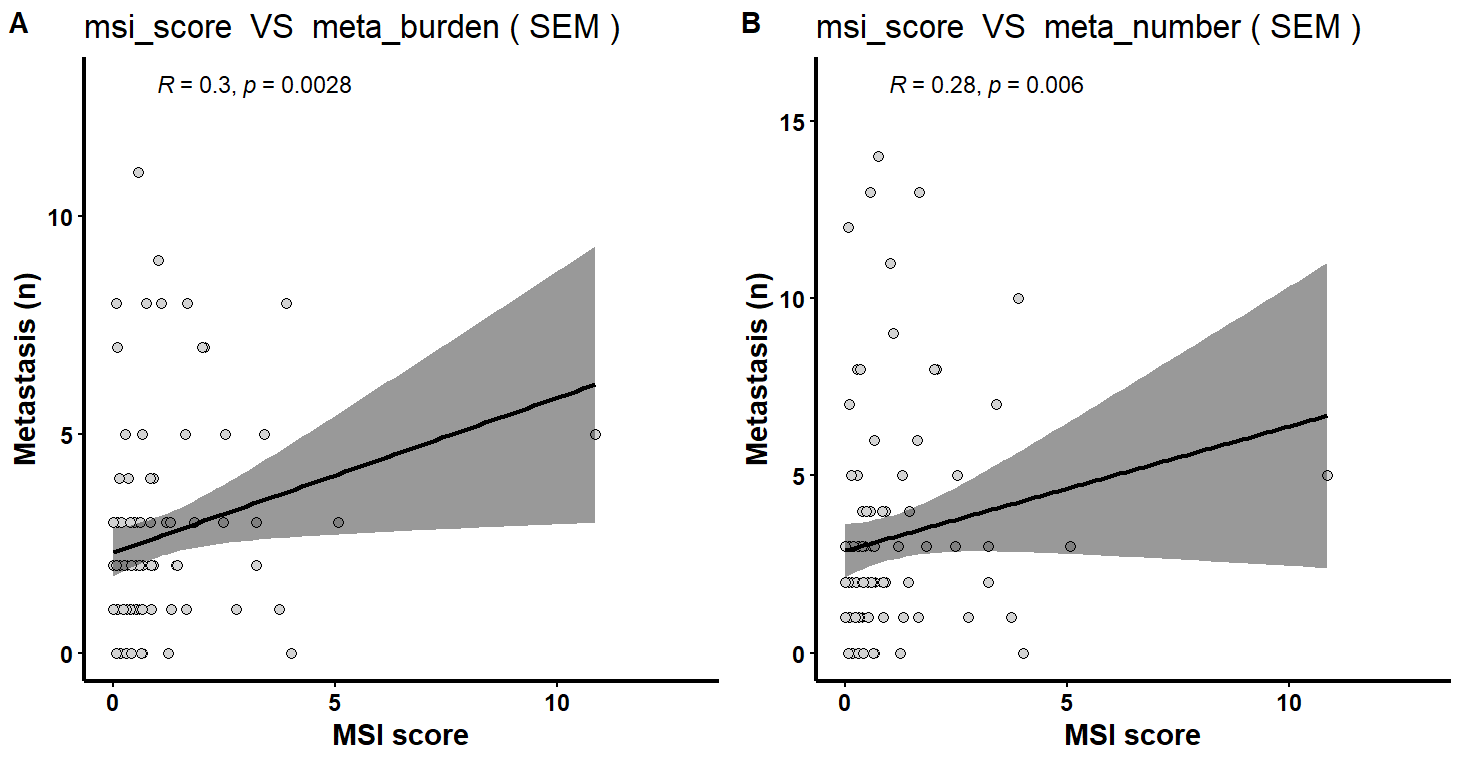 A
msi_score VS meta_burden ( SEM )
R = 0.3, p = 0.0028
10
5
0
Metastasis (n)
0 5 10
MSI score
B
msi_score VS meta_number ( SEM )
R = 0.28, p = 0.006
15
10
5
0
Metastasis (n)
0 5 10
MSI score